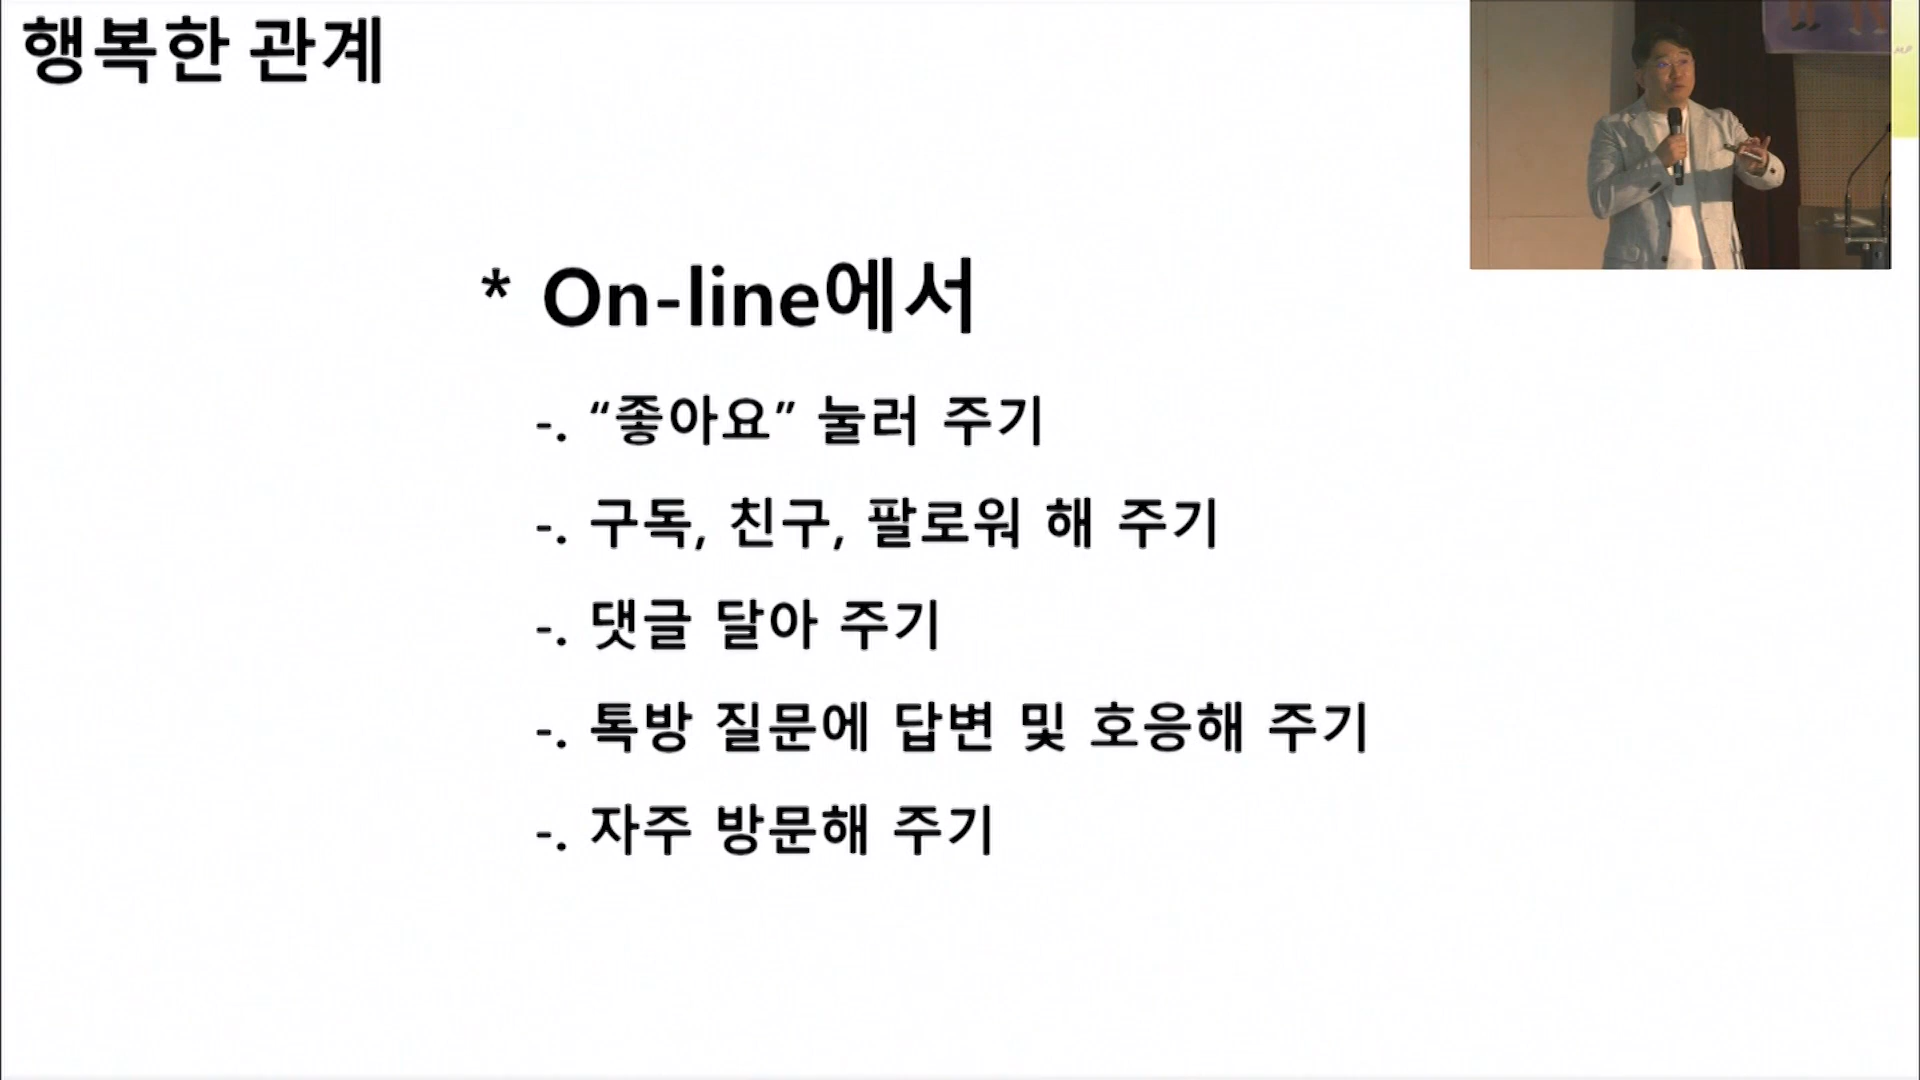 행복한 관계
* On-line에서
-. “좋아요” 눌러 주기
-. 구독, 친구, 팔로워 해 주기
-. 댓글 달아 주기
-. 톡방 질문에 답변 및 호응해 주기
-. 자주 방문해 주기